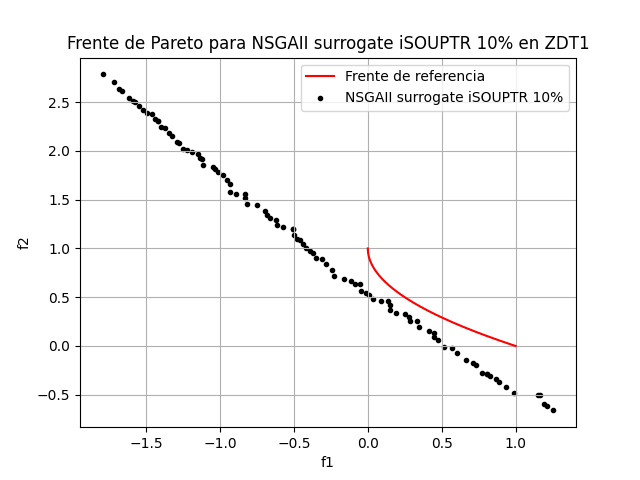 Frente de Pareto para NSGAII surrogate iSOUPTR 10% en ZDT1
Frente de referencia
NSGAII surrogate iSOUPTR 10%
f2
2.5
2.0
1.5
1.0
0.5
0.0
−0.5
−1.5 −1.0 −0.5 0.0 0.5 1.0
f1